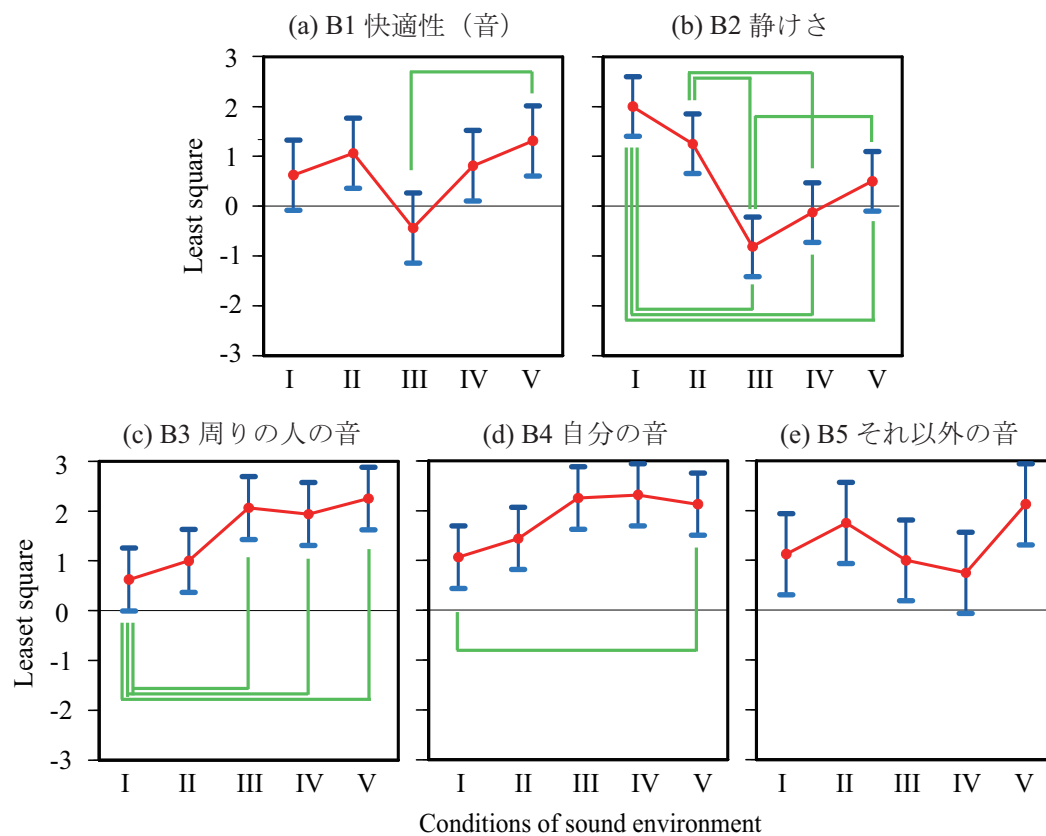 (a) B1 快適性（音）
(b) B2 静けさ
Least square
3
2
1
0
-1
-2
-3
I II III IV V
I II III IV V
(c) B3 周りの人の音
(d) B4 自分の音
(e) B5 それ以外の音
Leaset square
3
2
1
0
-1
-2
-3
I II III IV V
I II III IV V
I II III IV V
Conditions of sound environment